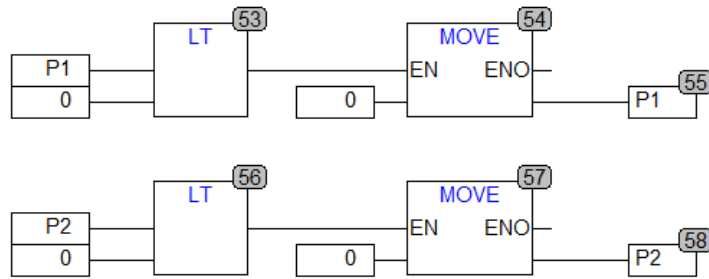 53 54
LT MOVE
P1 EN ENO 55
0 0 P1
56 57
LT MOVE
P2 EN ENO 58
0 0 P2